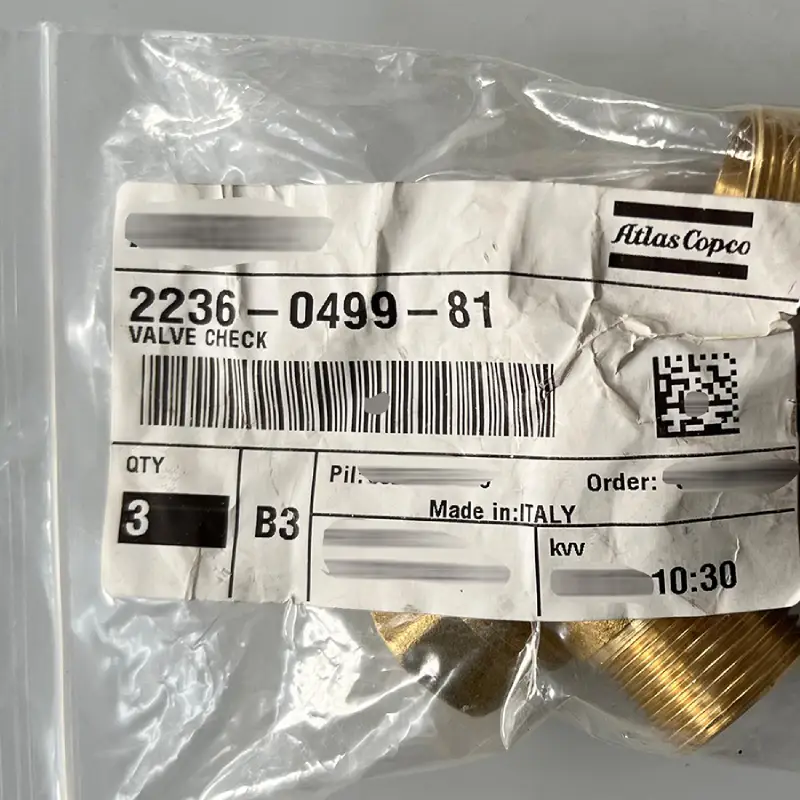 Atlas Copco
2236-0499-81
VALVE CHECK
QTY
3
B3
Pil:
Order:
Made in:ITALY
kvv
10:30